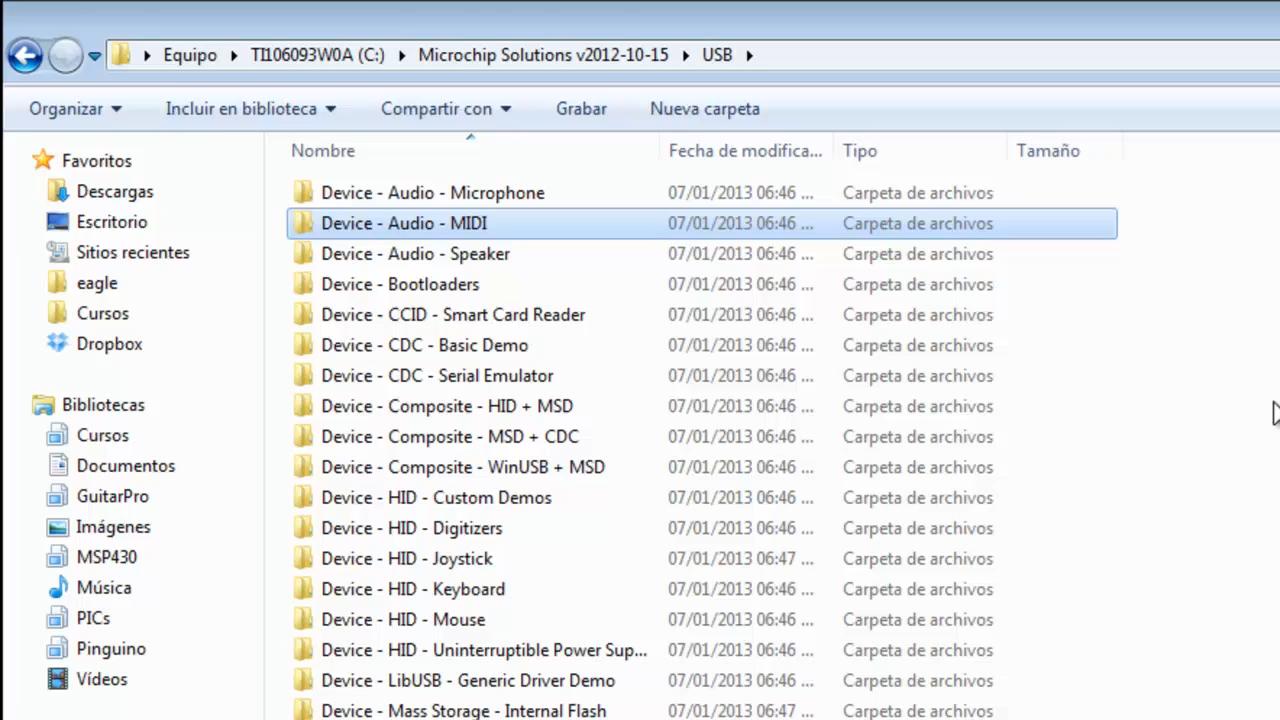 Equipo TI106093W0A (C:) Microchip Solutions v2012-10-15 USB
Organizar Incluir en biblioteca Compartir con Grabar Nueva carpeta
Favoritos
Descargas
Escritorio
Sitios recientes
eagle
Cursos
Dropbox
Bibliotecas
Cursos
Documentos
GuitarPro
Imágenes
MSP430
Música
PICs
Pinguino
Vídeos
Nombre Fecha de modifica... Tipo Tamaño
Device - Audio - Microphone 07/01/2013 06:46 ... Carpeta de archivos
Device - Audio - MIDI 07/01/2013 06:46 ... Carpeta de archivos
Device - Audio - Speaker 07/01/2013 06:46 ... Carpeta de archivos
Device - Bootloaders 07/01/2013 06:46 ... Carpeta de archivos
Device - CCID - Smart Card Reader 07/01/2013 06:46 ... Carpeta de archivos
Device - CDC - Basic Demo 07/01/2013 06:46 ... Carpeta de archivos
Device - CDC - Serial Emulator 07/01/2013 06:46 ... Carpeta de archivos
Device - Composite - HID + MSD 07/01/2013 06:46 ... Carpeta de archivos
Device - Composite - MSD + CDC 07/01/2013 06:46 ... Carpeta de archivos
Device - Composite - WinUSB + MSD 07/01/2013 06:46 ... Carpeta de archivos
Device - HID - Custom Demos 07/01/2013 06:46 ... Carpeta de archivos
Device - HID - Digitizers 07/01/2013 06:46 ... Carpeta de archivos
Device - HID - Joystick 07/01/2013 06:47 ... Carpeta de archivos
Device - HID - Keyboard 07/01/2013 06:46 ... Carpeta de archivos
Device - HID - Mouse 07/01/2013 06:46 ... Carpeta de archivos
Device - HID - Uninterruptible Power Sup... 07/01/2013 06:46 ... Carpeta de archivos
Device - LibUSB - Generic Driver Demo 07/01/2013 06:46 ... Carpeta de archivos
Device - Mass Storage - Internal Flash 07/01/2013 06:47 ... Carpeta de archivos